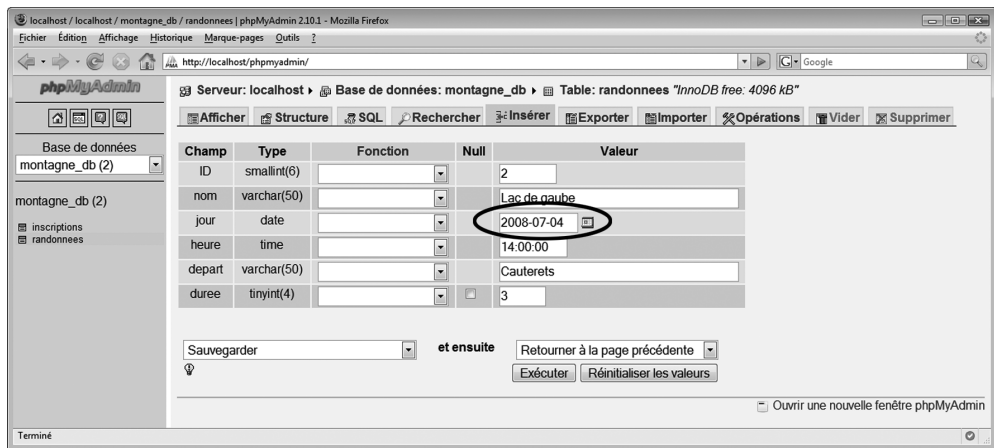 localhost / localhost / montagne_db / randonnees | phpMyAdmin 2.10.1 - Mozilla Firefox
Fichier Édition Affichage Historique Marque-pages Outils ?
http://localhost/phpmyadmin/
Google
phpMyAdmin
Base de données
montagne_db (2)
montagne_db (2)
inscriptions
randonnees
Serveur: localhost Base de données: montagne_db Table: randonnees "InnoDB free: 4096 kB"
Afficher Structure SQL Rechercher Insérer Exporter Importer Opérations Vider Supprimer
Champ Type Fonction Null Valeur
ID smallint(6) 2
nom varchar(50) Lac de gaube
jour date 2008-07-04
heure time 14:00:00
depart varchar(50) Cauterets
duree tinyint(4) 3
Sauvegarder et ensuite Retourner à la page précédente
Exécuter Réinitialiser les valeurs
Ouvrir une nouvelle fenêtre phpMyAdmin
Terminé